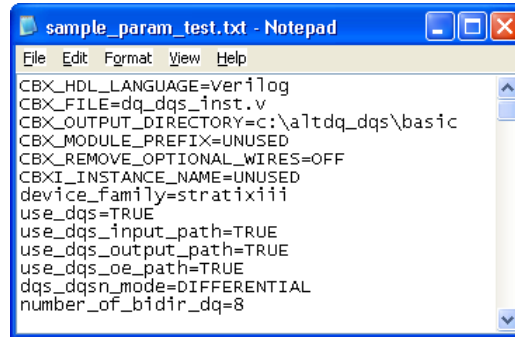 sample_param_test.txt - Notepad
File Edit Format View Help
CBX_HDL_LANGUAGE=Verilog
CBX_FILE=dq_dqs_inst.v
CBX_OUTPUT_DIRECTORY=c:\altdq_dqs\basic
CBX_MODULE_PREFIX=UNUSED
CBX_REMOVE_OPTIONAL_WIRES=OFF
CBXI_INSTANCE_NAME=UNUSED
device_family=stratixiii
use_dqs=TRUE
use_dqs_input_path=TRUE
use_dqs_output_path=TRUE
use_dqs_oe_path=TRUE
dqs_dqsn_mode=DIFFERENTIAL
number_of_bidir_dq=8